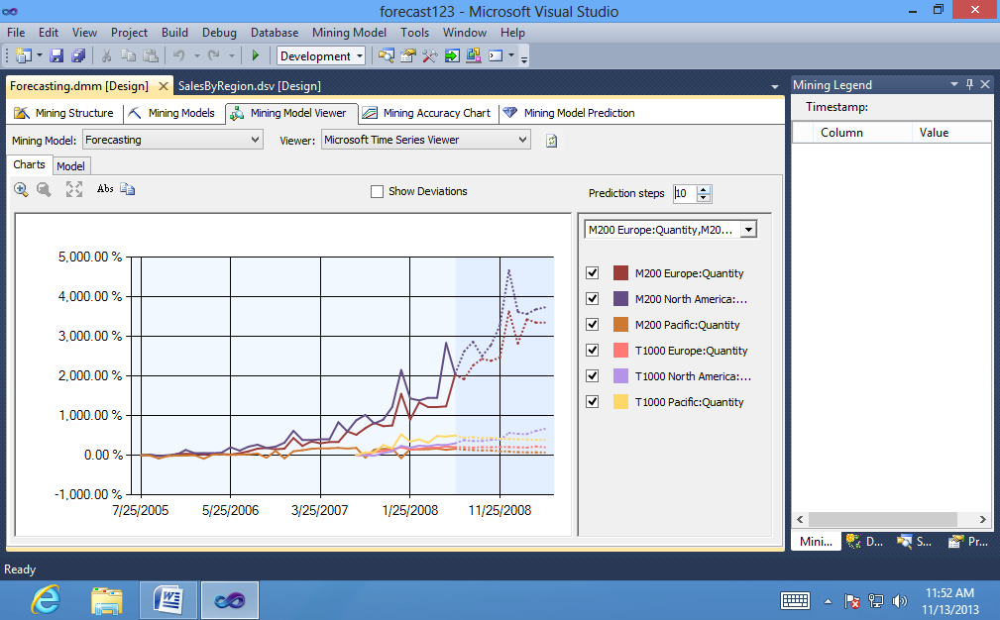 forecast123 - Microsoft Visual Studio
File Edit View Project Build Debug Database Mining Model Tools Window Help
Development
Forecasting.dmm [Design] SalesByRegion.dsv [Design]
Mining Legend
Mining Structure Mining Models Mining Model Viewer Mining Accuracy Chart Mining Model Prediction
Timestamp:
Column Value
Mining Model: Forecasting Viewer: Microsoft Time Series Viewer
Charts Model
Abs
Show Deviations
Prediction steps 10
M200 Europe:Quantity,M20...
5,000.00 %
4,000.00 %
3,000.00 %
2,000.00 %
1,000.00 %
0.00 %
-1,000.00 %
7/25/2005 5/25/2006 3/25/2007 1/25/2008 11/25/2008
M200 Europe:Quantity
M200 North America:...
M200 Pacific:Quantity
T1000 Europe:Quantity
T1000 North America:...
T1000 Pacific:Quantity
Mini... D... S... Pr...
Ready
11:52 AM
11/13/2013